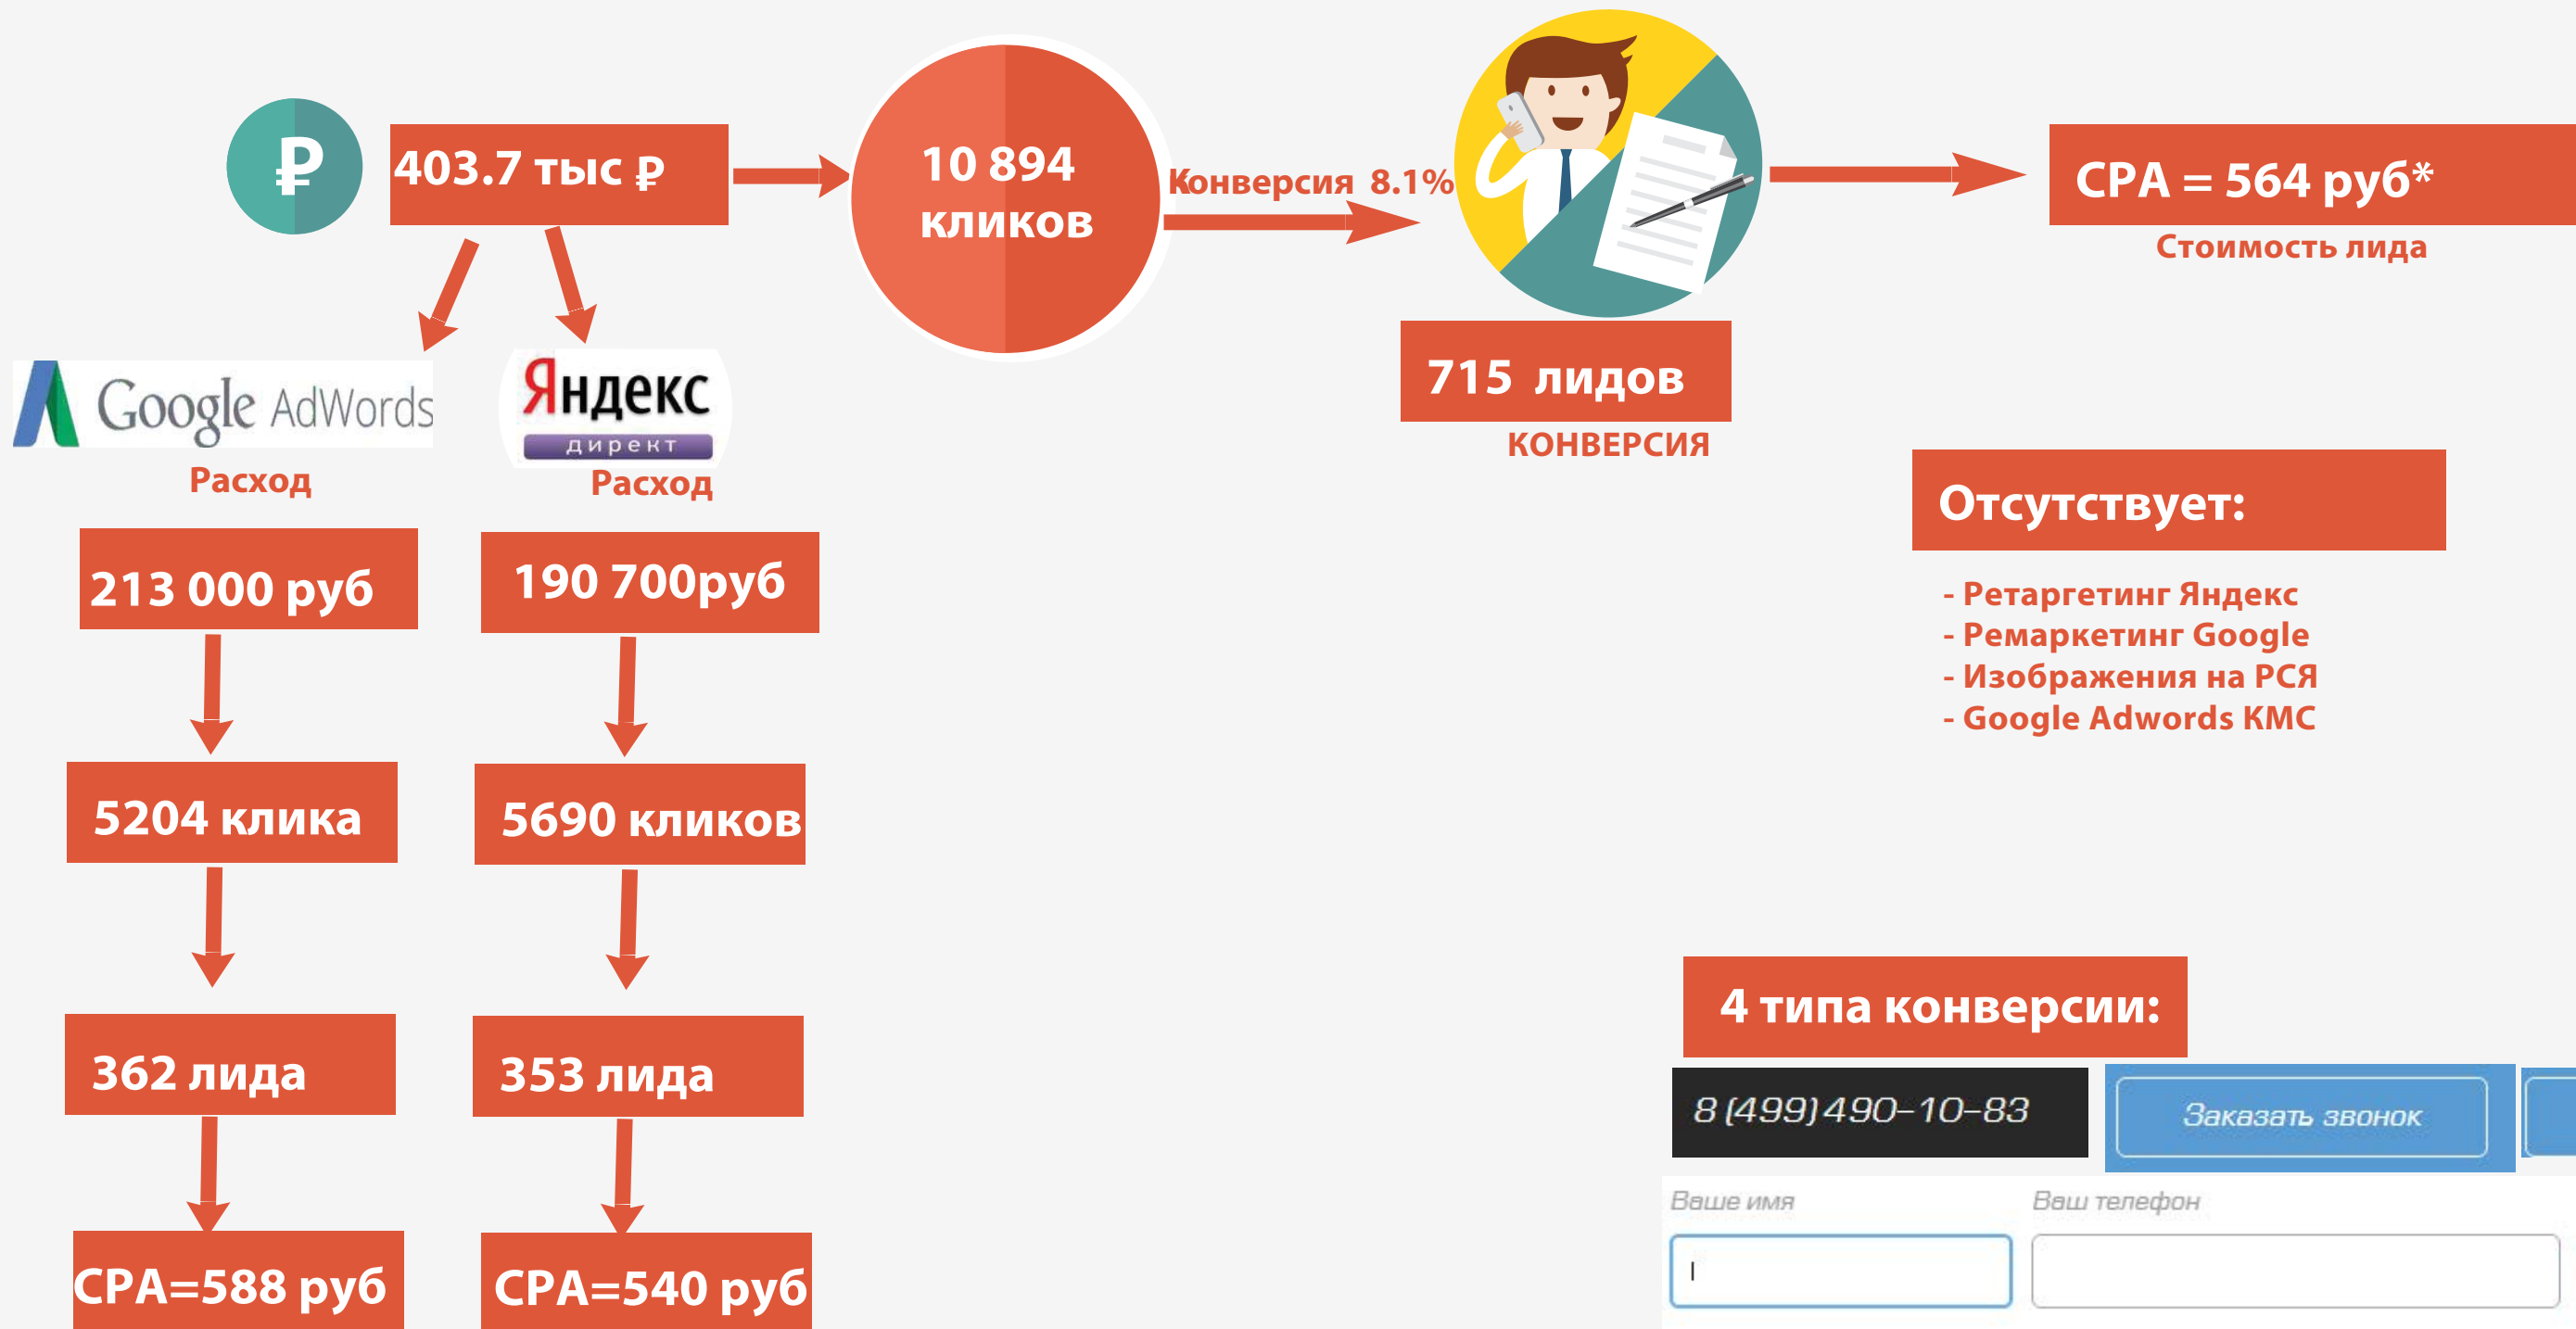 ₽
403.7 тыс ₽
10 894
кликов
Конверсия 8.1%
CPA = 564 руб*
Стоимость лида
715 лидов
КОНВЕРСИЯ
Google AdWords
Яндекс
директ
Расход
Расход
213 000 руб
190 700руб
5204 клика
5690 кликов
362 лида
353 лида
CPA=588 руб
CPA=540 руб
Отсутствует:
- Ретаргетинг Яндекс
- Ремаркетинг Google
- Изображения на РСЯ
- Google Adwords КМС
4 типа конверсии:
8 (499) 490-10-83
Заказать звонок
Ваше имя
Ваш телефон